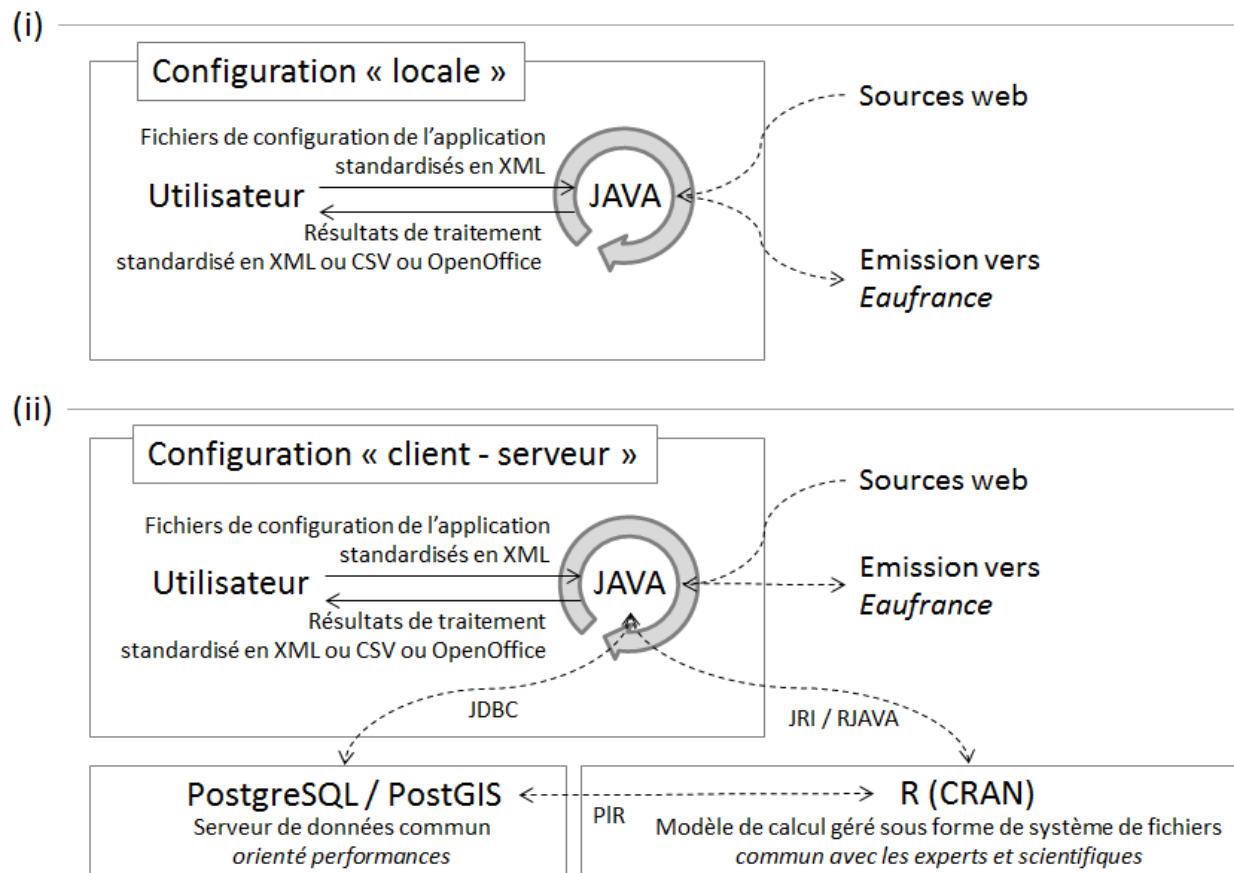 (i)
Configuration « locale »
Sources web
Fichiers de configuration de l'application
standardisés en XML
Utilisateur
JAVA
Résultats de traitement
standardisé en XML ou CSV ou OpenOffice
Emission vers
Eaufrance
(ii)
Configuration « client - serveur »
Sources web
Fichiers de configuration de l'application
standardisés en XML
Utilisateur
JAVA
Emission vers
Eaufrance
Résultats de traitement
standardisé en XML ou CSV ou OpenOffice
JDBC
JRI / RJAVA
PostgreSQL / PostGIS
Serveur de données commun
orienté performances
PlR
R (CRAN)
Modèle de calcul géré sous forme de système de fichiers
commun avec les experts et scientifiques